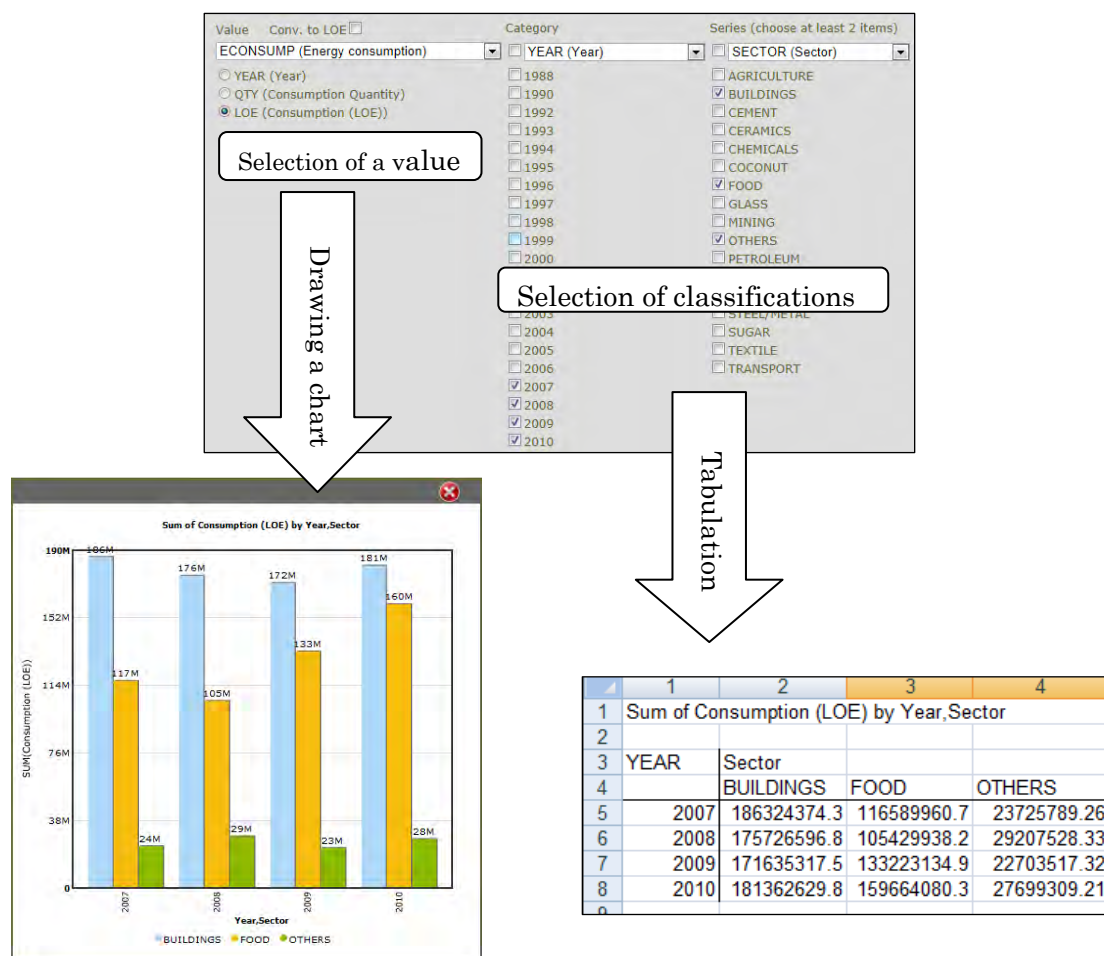 Value Conv. to LOE
Category
Series (choose at least 2 items)
ECONSUMP (Energy consumption)
YEAR (Year)
SECTOR (Sector)
YEAR (Year)
QTY (Consumption Quantity)
LOE (Consumption (LOE))
1988
1990
1992
1993
1994
1995
1996
1997
1998
1999
2000
2003
2004
2005
2006
2007
2008
2009
2010
AGRICULTURE
BUILDINGS
CEMENT
CERAMICS
CHEMICALS
COCONUT
FOOD
GLASS
MINING
OTHERS
PETROLEUM
STEEL/METAL
SUGAR
TEXTILE
TRANSPORT
Selection of a value
Selection of classifications
Drawing a chart
Tabulation
Sum of Consumption (LOE) by Year,Sector
SUM(Consumption (LOE))
190M
152M
114M
76M
38M
0
186M
117M
24M
176M
105M
29M
172M
133M
23M
181M
160M
28M
2007
2008
2009
2010
Year,Sector
BUILDINGS FOOD OTHERS
1 2 3 4
1 Sum of Consumption (LOE) by Year,Sector
2
3 YEAR Sector
4 BUILDINGS FOOD OTHERS
5 2007 186324374.3 116589960.7 23725789.26
6 2008 175726596.8 105429938.2 29207528.33
7 2009 171635317.5 133223134.9 22703517.32
8 2010 181362629.8 159664080.3 27699309.21